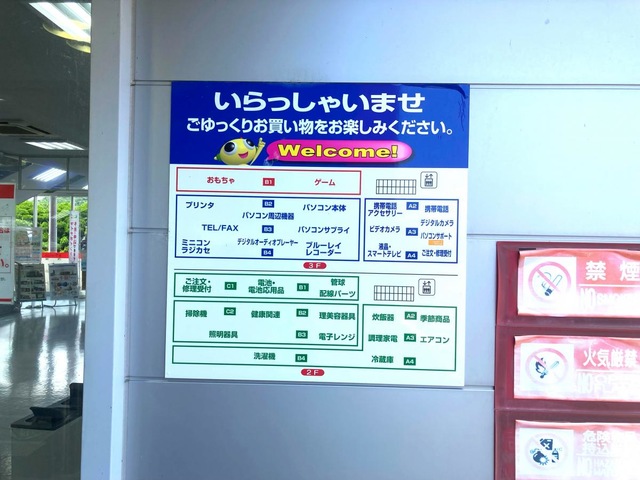 いらっしゃいませ
ごゆっくりお買い物をお楽しみください。
Welcome!
おもちゃ B1 ゲーム
プリンタ B2 パソコン本体
パソコン周辺機器
TEL/FAX B3 パソコンサプライ
ミニコン
ラジカセ
デジタルオーディオプレーヤー
B4
ブルーレイ
レコーダー
携帯電話
アクセサリー
A2 携帯電話
デジタルカメラ
ビデオカメラ A3 パソコンサポート
液晶・
スマートテレビ
A4 ご注文・修理受付
3F
ご注文・
修理受付
C1 電池・
電池応用品
B1 管球
配線パーツ
掃除機 C2 健康関連 B2 理美容器具
照明器具 B3 電子レンジ
洗濯機 B4
炊飯器 A2 季節商品
調理家電 A3 エアコン
冷蔵庫 A4
2F
禁煙
火気厳禁